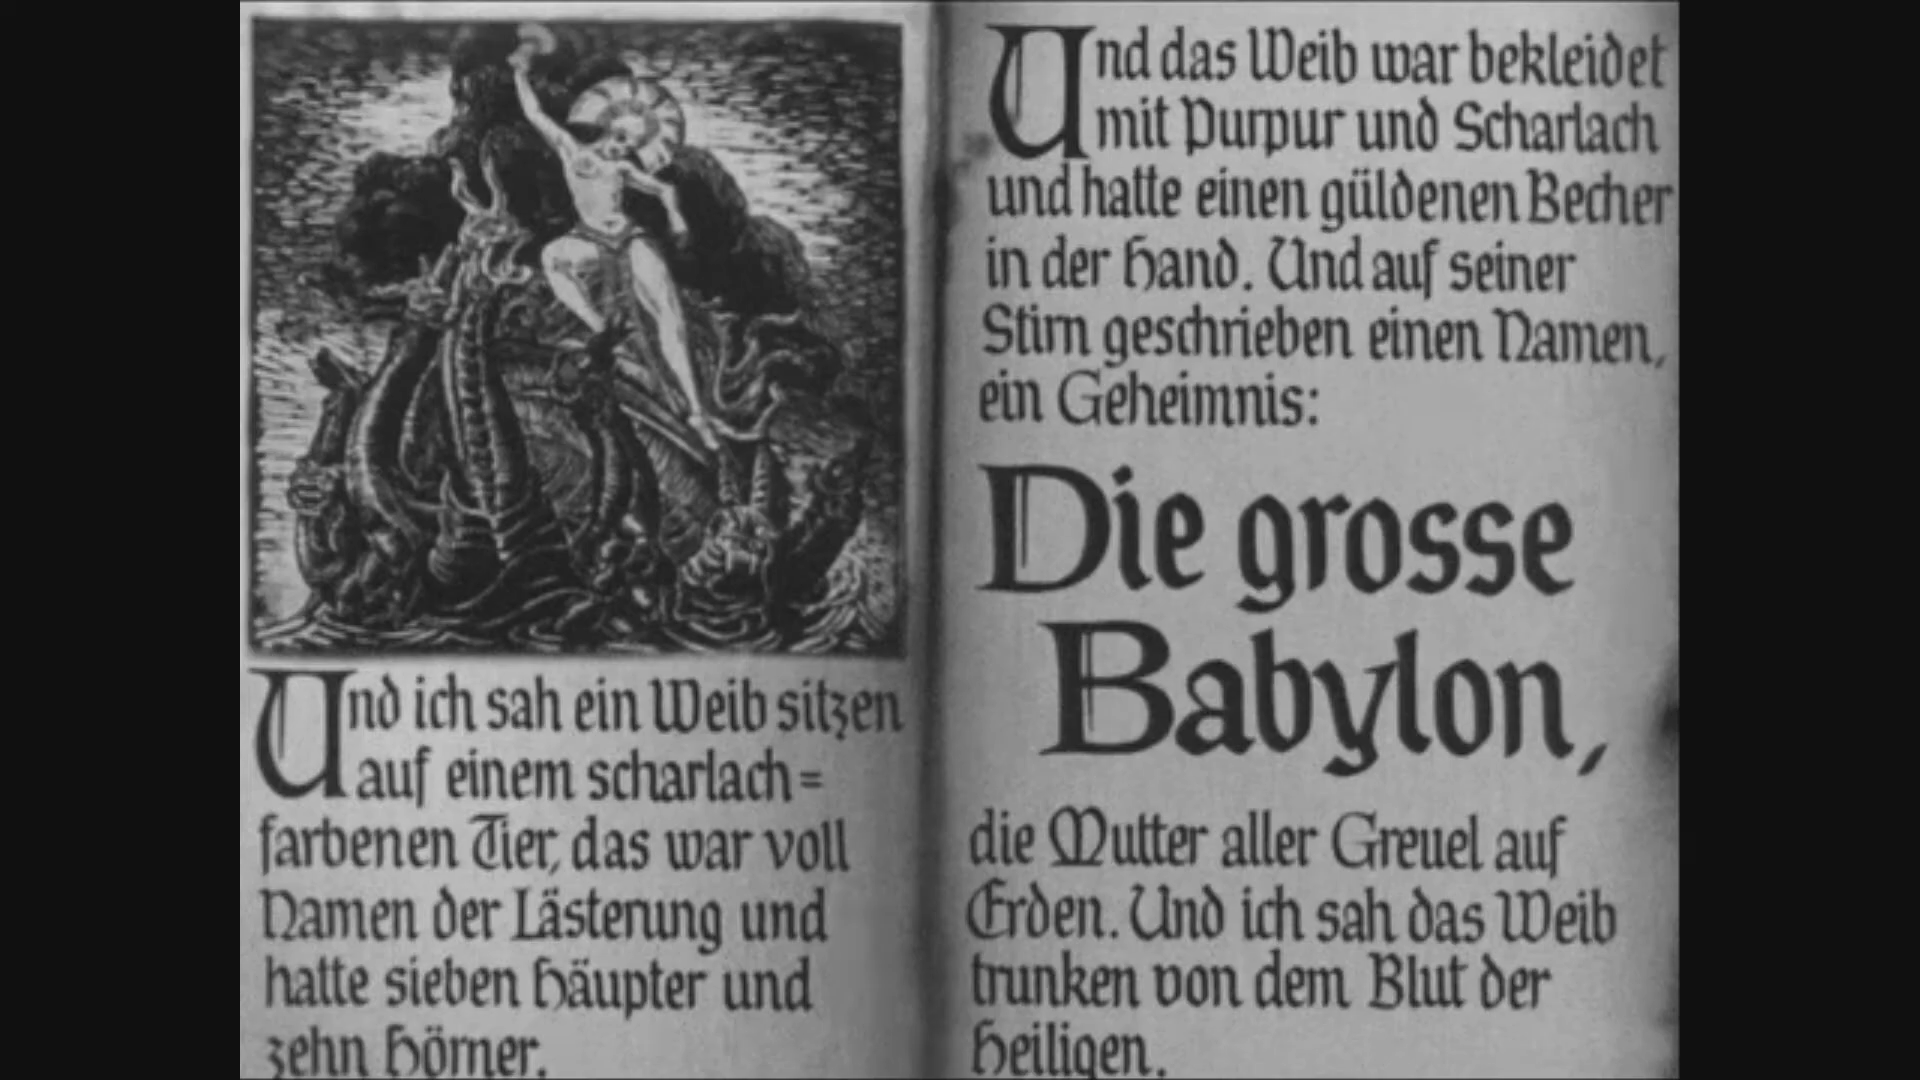 Und ich sah ein Weib sitzen
auf einem scharlach=
farbenen Tier, das war voll
Namen der Lästerung und
hatte sieben Häupter und
zehn Hörner.
Und das Weib war bekleidet
mit Purpur und Scharlach
und hatte einen güldenen Becher
in der Hand. Und auf seiner
Stirn geschrieben einen Namen,
ein Geheimnis:
Die grosse
Babylon,
die Mutter aller Greuel auf
Erden. Und ich sah das Weib
trunken von dem Blut der
Heiligen.